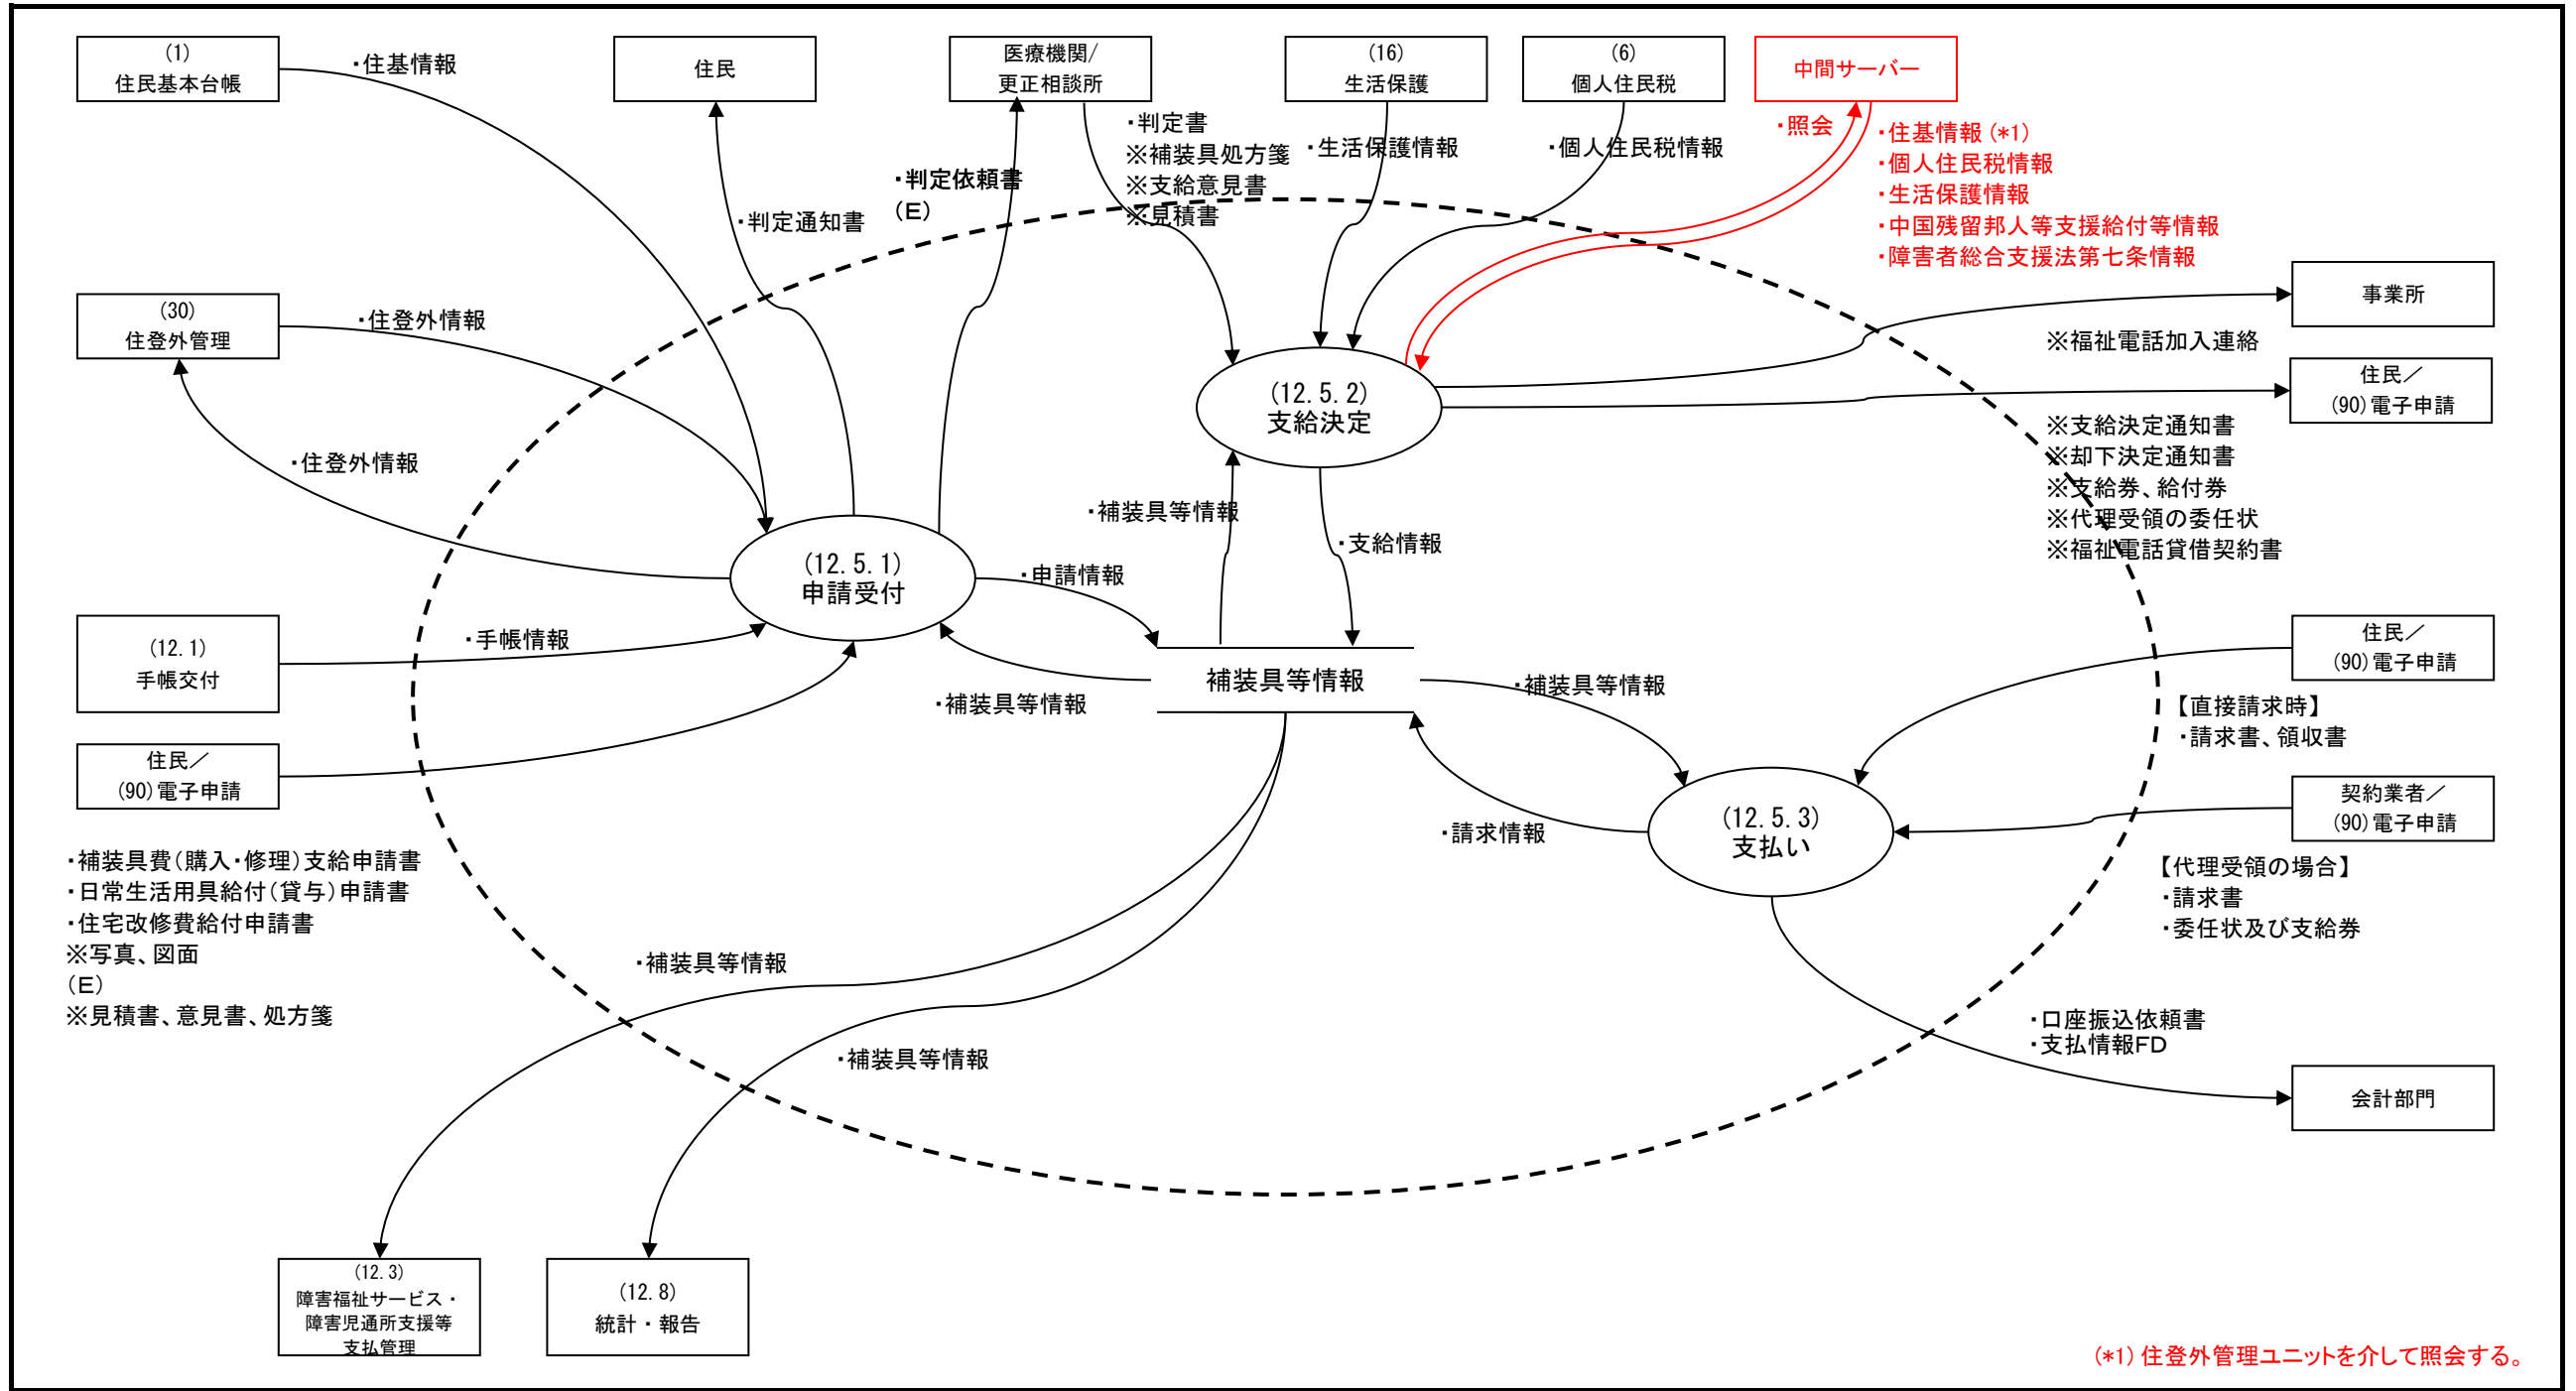 (1)
住民基本台帳
・住基情報
住民
医療機関/
更正相談所
(16)
生活保護
(6)
個人住民税
中間サーバー
・判定書
※補装具処方箋
※支給意見書
※見積書
・生活保護情報
・個人住民税情報
・照会
・住基情報(*1)
・個人住民税情報
・生活保護情報
・中国残留邦人等支援給付等情報
・障害者総合支援法第七条情報
・判定依頼書
(E)
・判定通知書
(30)
住登外管理
・住登外情報
・住登外情報
事業所
※福祉電話加入連絡
住民／
(90)電子申請
(12.5.2)
支給決定
※支給決定通知書
※却下決定通知書
※支給券、給付券
※代理受領の委任状
※福祉電話貸借契約書
・補装具等情報
・支給情報
(12.5.1)
申請受付
・申請情報
(12.1)
手帳交付
・手帳情報
・補装具等情報
補装具等情報
・補装具等情報
住民／
(90)電子申請
【直接請求時】
・請求書、領収書
住民／
(90)電子申請
・請求情報
(12.5.3)
支払い
契約業者／
(90)電子申請
【代理受領の場合】
・請求書
・委任状及び支給券
・補装具費(購入・修理)支給申請書
・日常生活用具給付(貸与)申請書
・住宅改修費給付申請書
※写真、図面
(E)
※見積書、意見書、処方箋
・補装具等情報
・補装具等情報
・口座振込依頼書
・支払情報FD
会計部門
(12.3)
障害福祉サービス・
障害児通所支援等
支払管理
(12.8)
統計・報告
(*1)住登外管理ユニットを介して照会する。